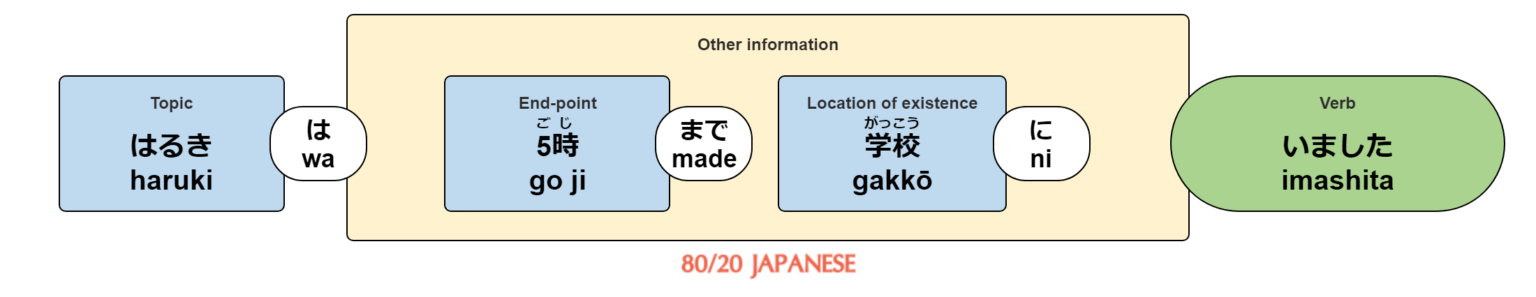 Other information
Topic
はるき
haruki
は
wa
End-point
ごじ
5時
go ji
まで
made
Location of existence
がっこう
学校
gakkō
に
ni
Verb
いました
imashita
80/20 JAPANESE